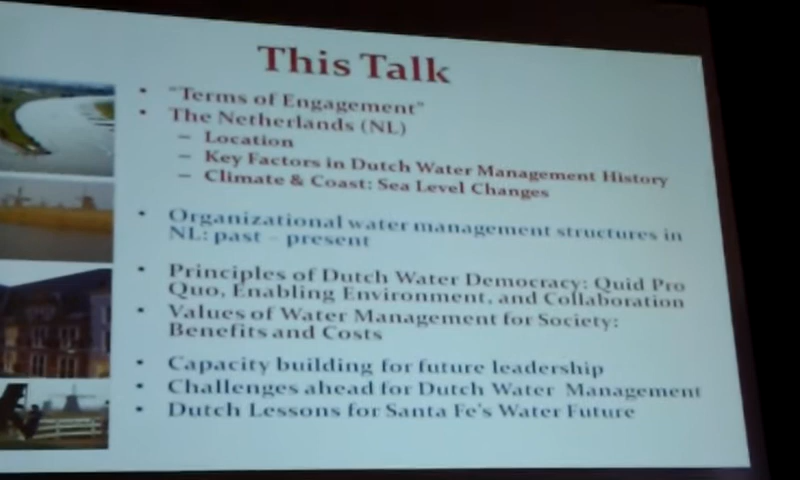 This Talk
• "Terms of Engagement"
• The Netherlands (NL)
– Location
– Key Factors in Dutch Water Management History
– Climate & Coast: Sea Level Changes
• Organizational water management structures in
NL: past – present
• Principles of Dutch Water Democracy: Quid Pro
Quo, Enabling Environment, and Collaboration
• Values of Water Management for Society:
Benefits and Costs
• Capacity building for future leadership
• Challenges ahead for Dutch Water Management
• Dutch Lessons for Santa Fe's Water Future